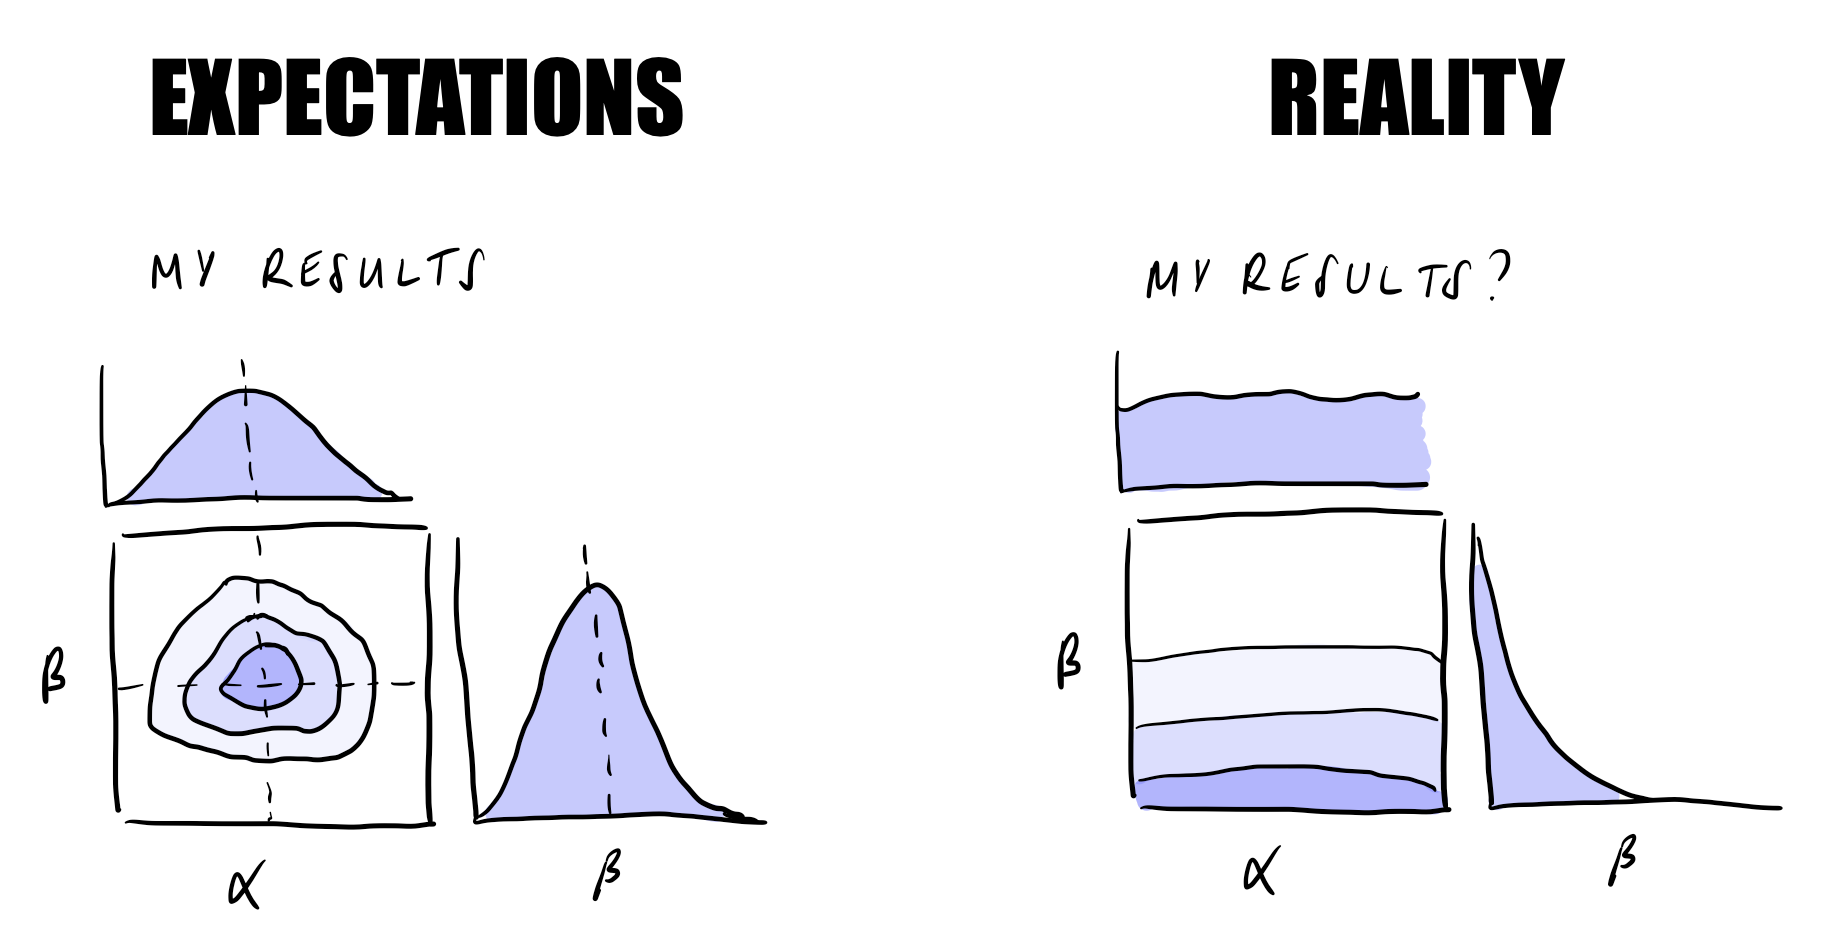 EXPECTATIONS
MY RESULTS
β
α
β
REALITY
MY RESULTS?
β
α
β